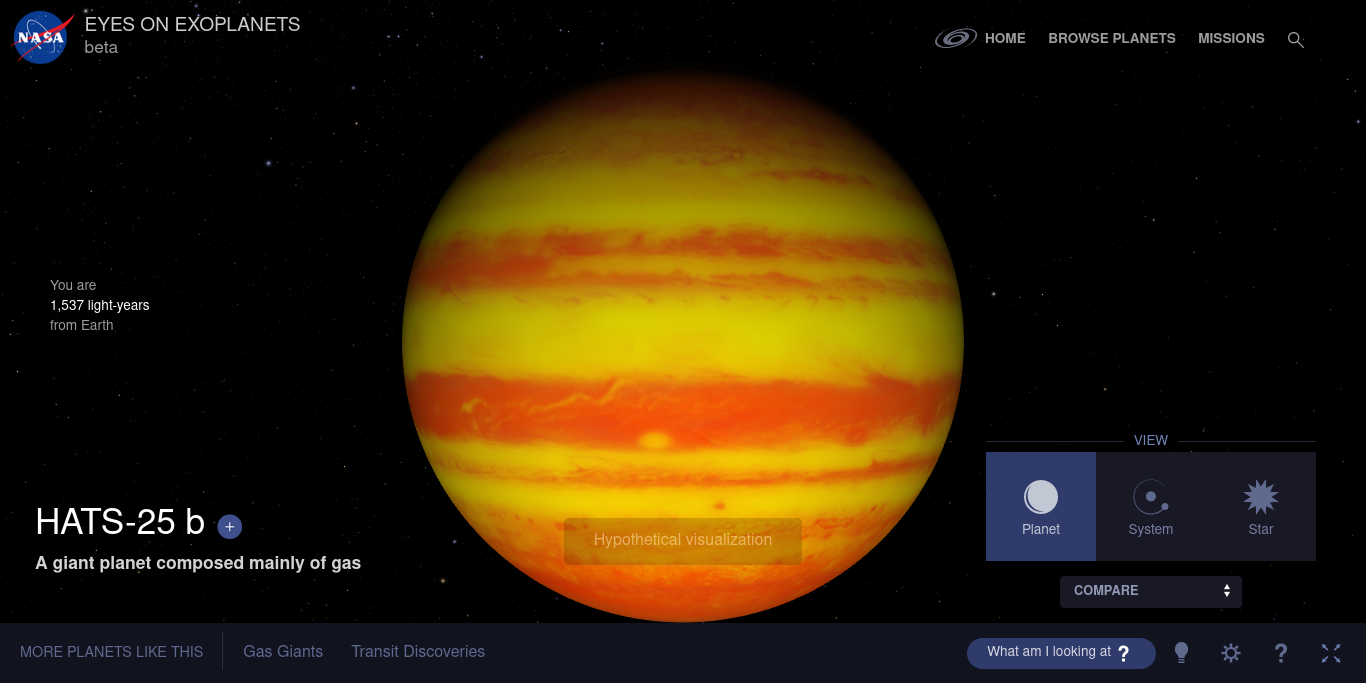 NASA
EYES ON EXOPLANETS
beta
HOME
BROWSE PLANETS
MISSIONS
You are
1,537 light-years
from Earth
VIEW
Planet
System
Star
HATS-25 b +
A giant planet composed mainly of gas
Hypothetical visualization
COMPARE
MORE PLANETS LIKE THIS
Gas Giants
Transit Discoveries
What am I looking at ?
?